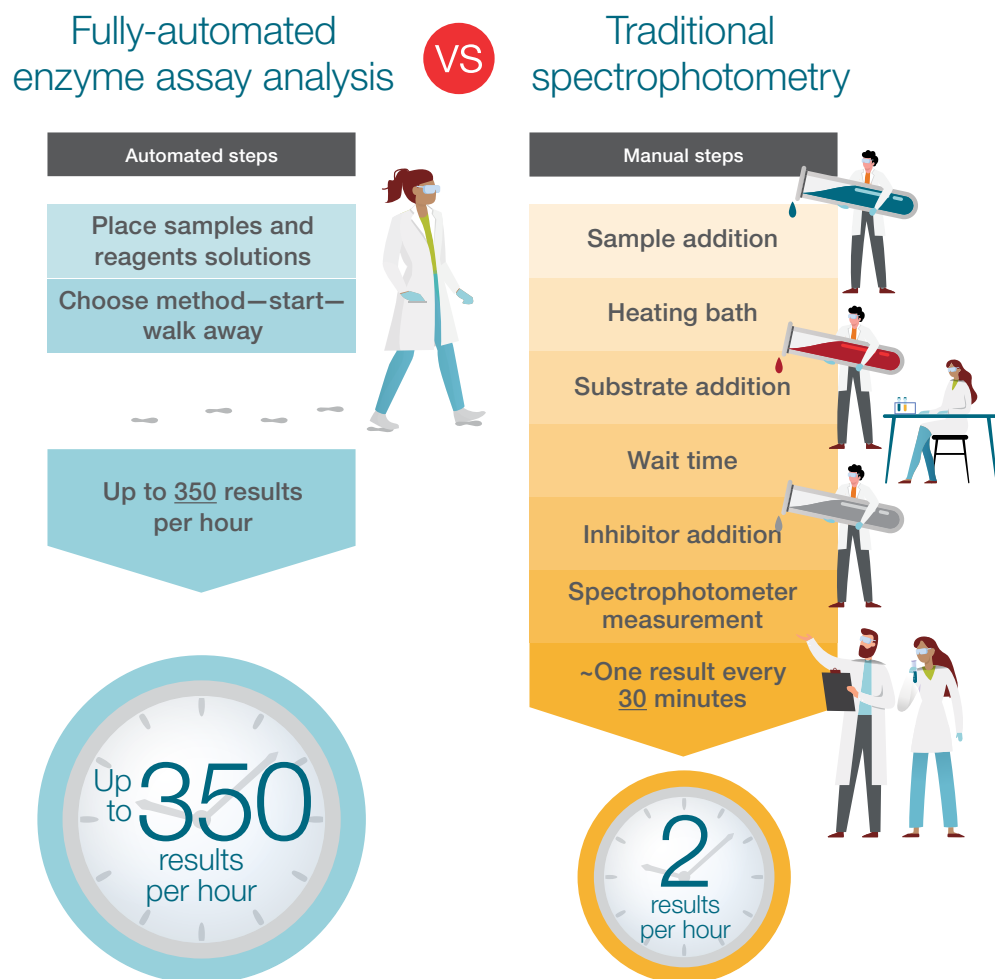 Fully-automated
enzyme assay analysis
VS
Traditional
spectrophotometry
Automated steps
Place samples and
reagents solutions
Choose method—start—
walk away
Up to 350 results
per hour
Up
to
350
results
per hour
Manual steps
Sample addition
Heating bath
Substrate addition
Wait time
Inhibitor addition
Spectrophotometer
measurement
~One result every
30 minutes
2
results
per hour